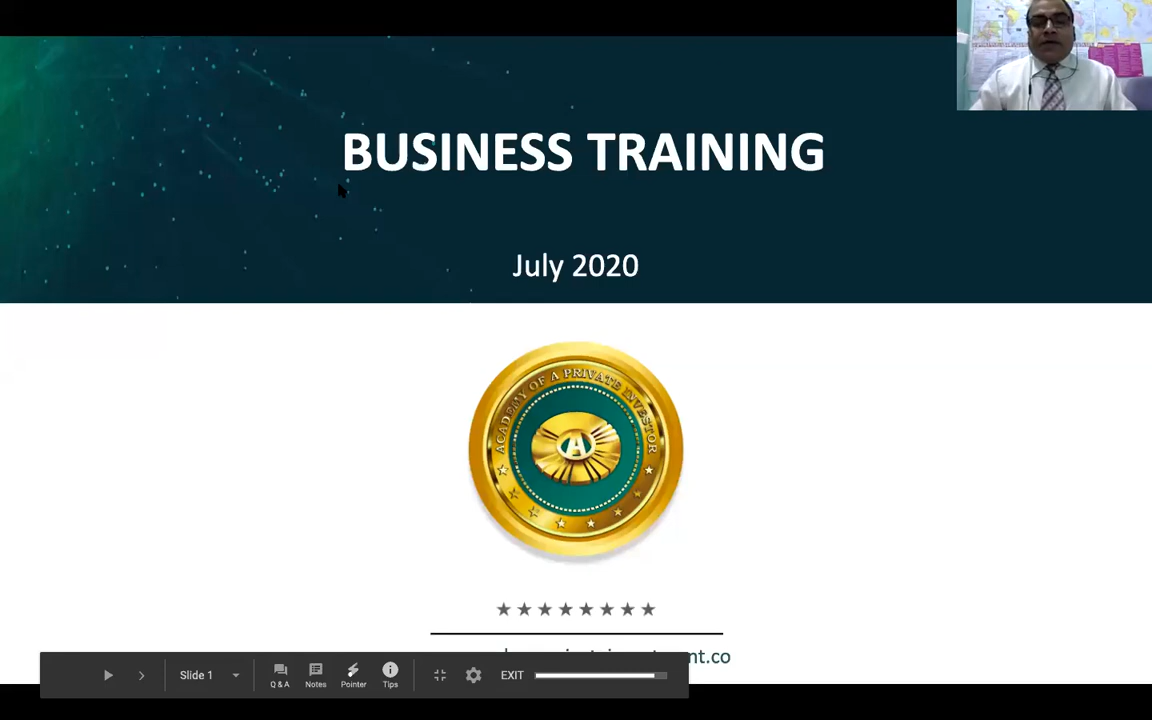 BUSINESS TRAINING
July 2020
ACADEMY OF A PRIVATE INVESTOR
A
Slide 1
Q & A
Notes
Pointer
Tips
EXIT